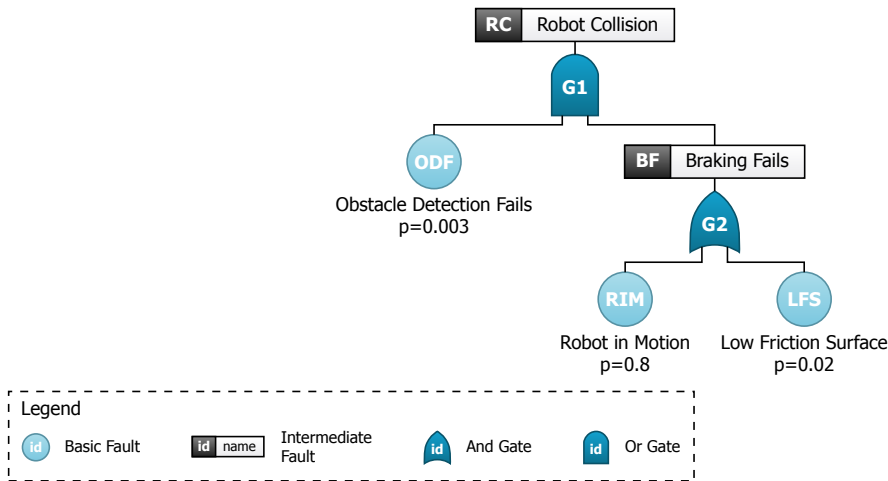 RC Robot Collision
G1
ODF
BF Braking Fails
Obstacle Detection Fails
p=0.003
G2
RIM
LFS
Robot in Motion
p=0.8
Low Friction Surface
p=0.02
Legend
id Basic Fault
id name Intermediate
Fault
id And Gate
id Or Gate